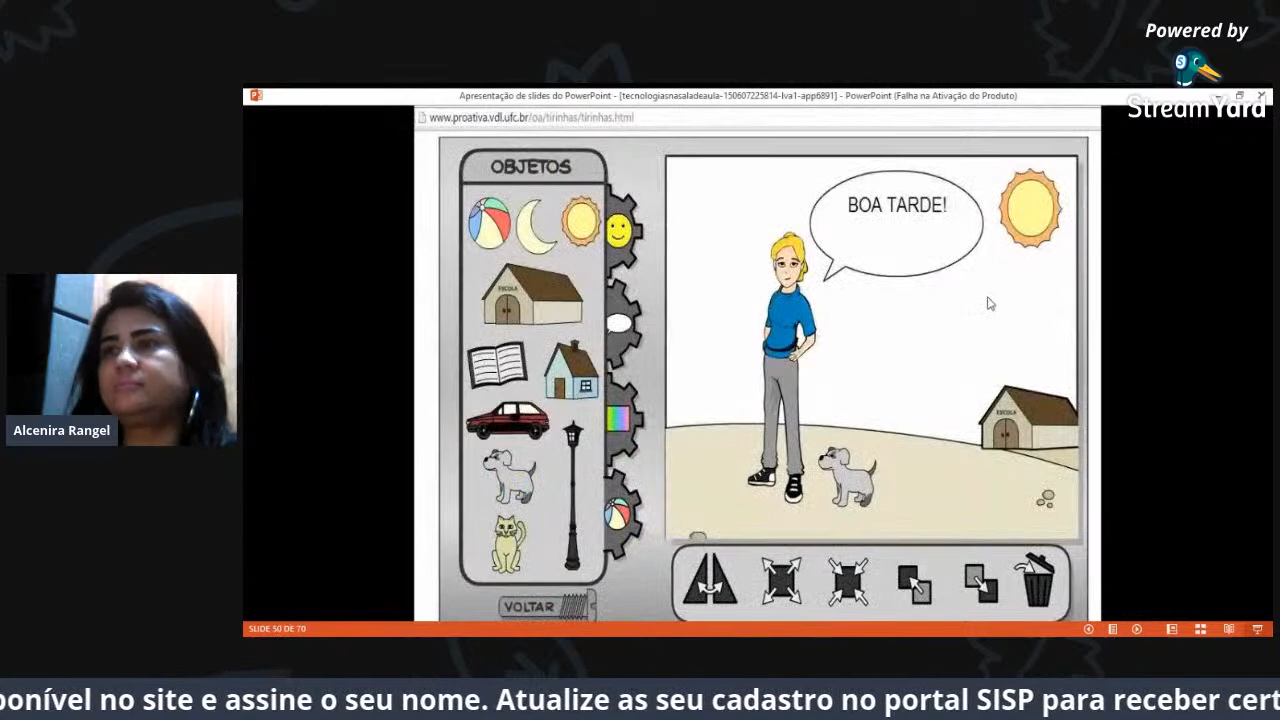 Powered by
StreamYard
Apresentação de slides do PowerPoint - [tecnologiasnasaladeaula-150607225814-lva1-app6891] - PowerPoint (Falha na Ativação do Produto)
www.proativa.vdl.ufc.br/oa/tirinhas/tirinhas.html
OBJETOS
BOA TARDE!
ESCOLA
ESCOLA
VOLTAR
Alcenira Rangel
SLIDE 50 DE 70
ponível no site e assine o seu nome. Atualize as seu cadastro no portal SISP para receber cert